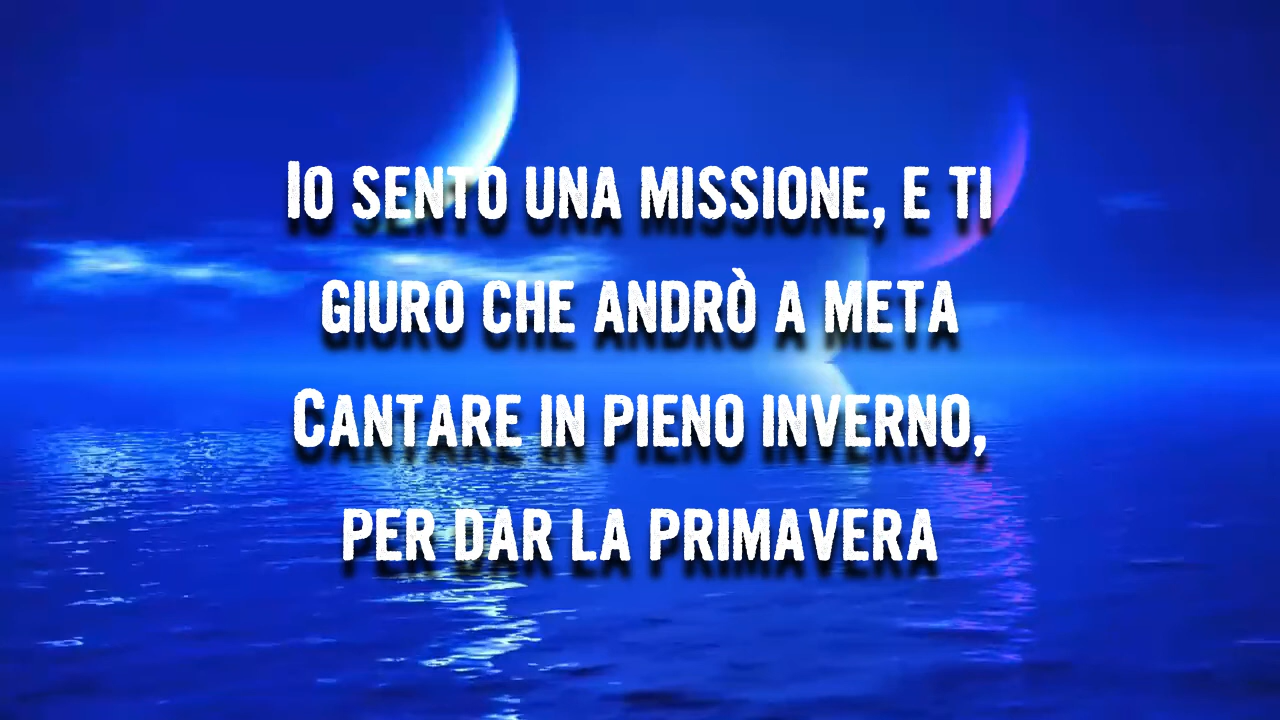 Io sento una missione, e ti
giuro che andrò a meta
Cantare in pieno inverno,
per dar la primavera